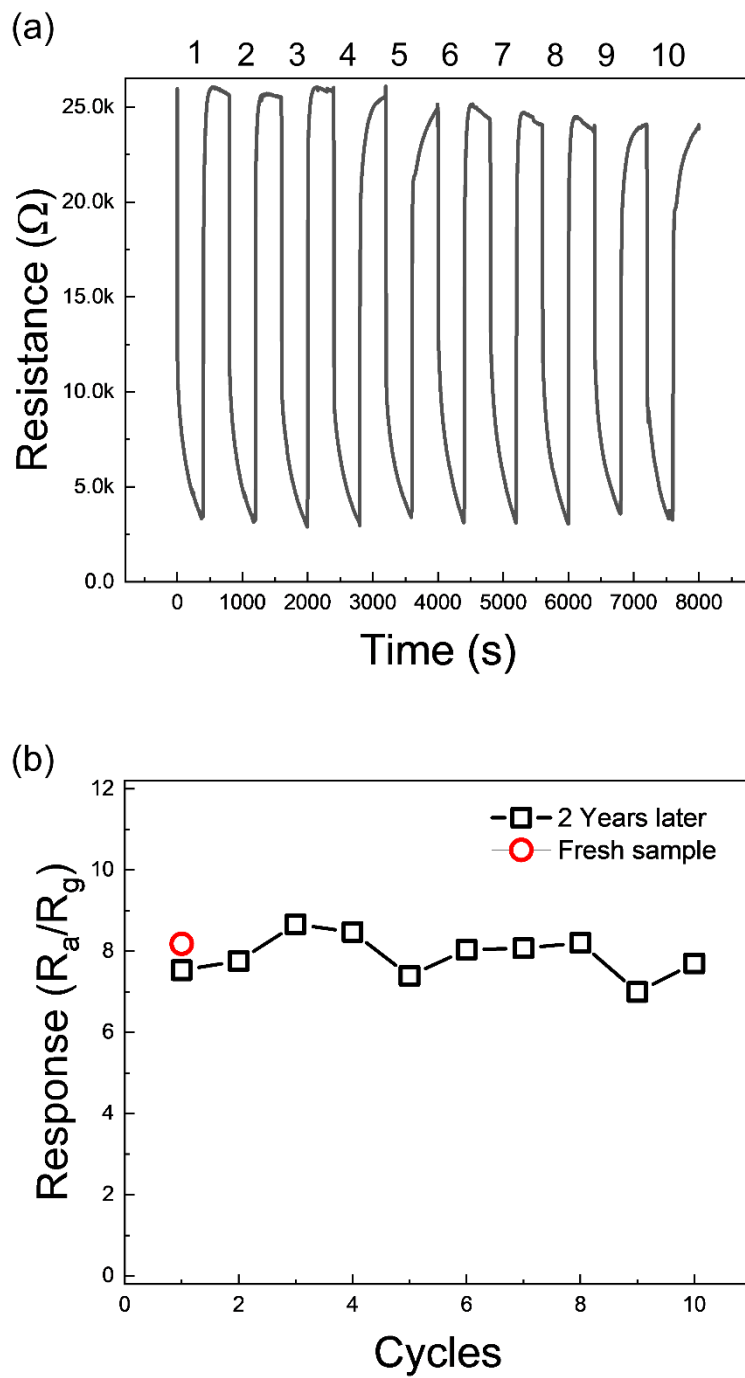 (a)
1 2 3 4 5 6 7 8 9 10
25.0k
20.0k
15.0k
10.0k
5.0k
0.0
Resistance (Ω)
0 1000 2000 3000 4000 5000 6000 7000 8000
Time (s)
(b)
12
10
8
6
4
2
0
Response (Rₐ/R_g)
2 Years later
Fresh sample
0 2 4 6 8 10
Cycles